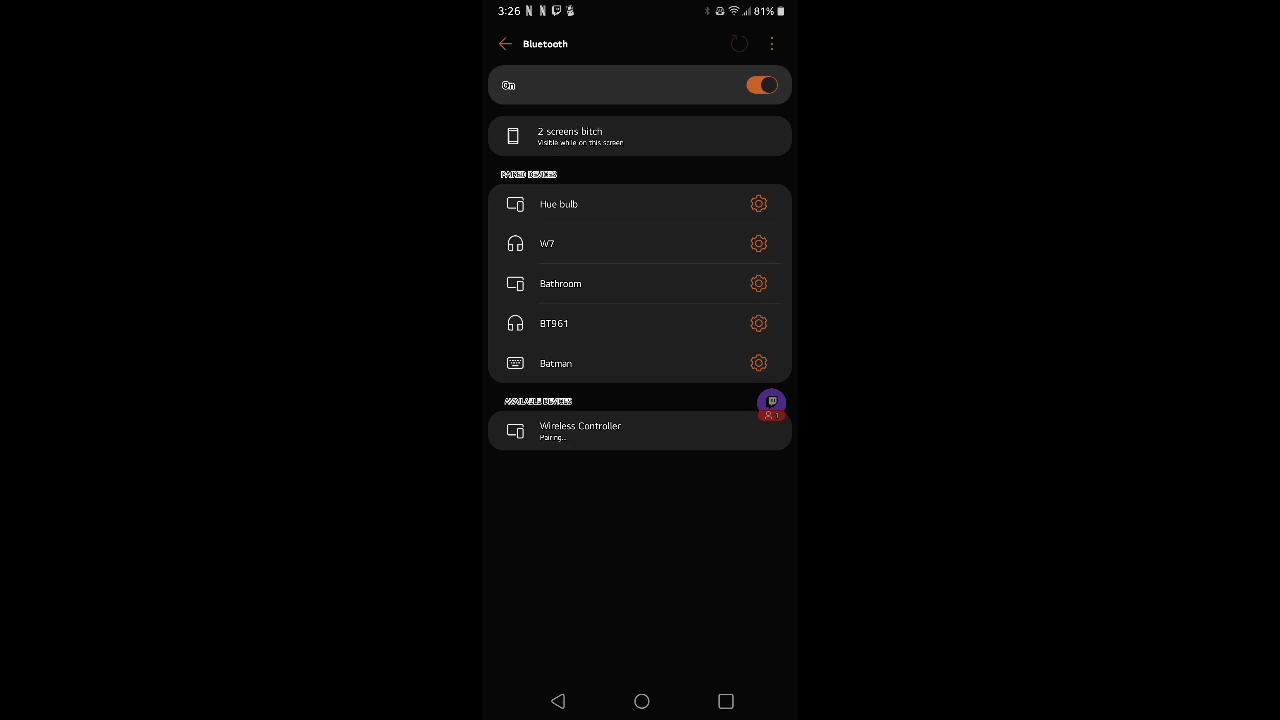 3:26
81%
Bluetooth
On
2 screens bitch
Visible while on this screen
PAIRED DEVICES
Hue bulb
W7
Bathroom
BT961
Batman
AVAILABLE DEVICES
1
Wireless Controller
Pairing...